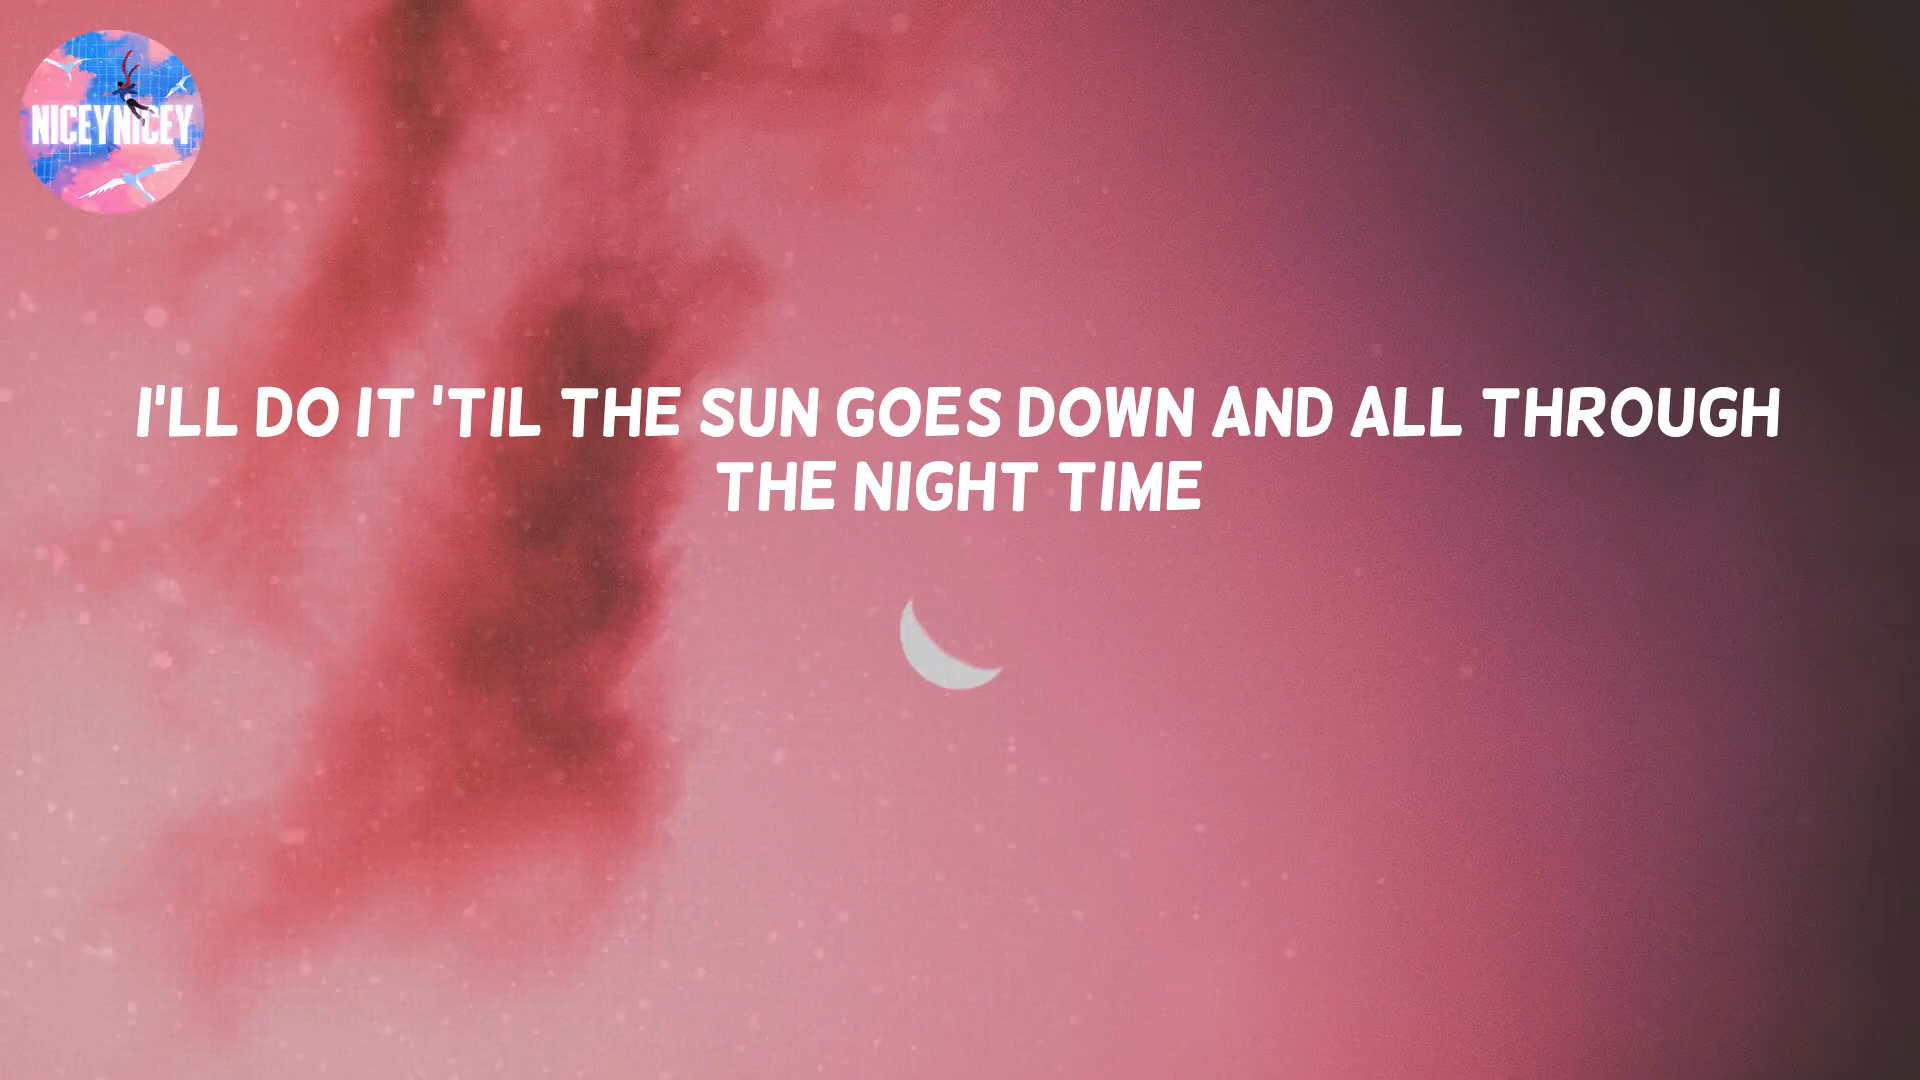 NICEYNICEY
I'LL DO IT 'TIL THE SUN GOES DOWN AND ALL THROUGH
THE NIGHT TIME